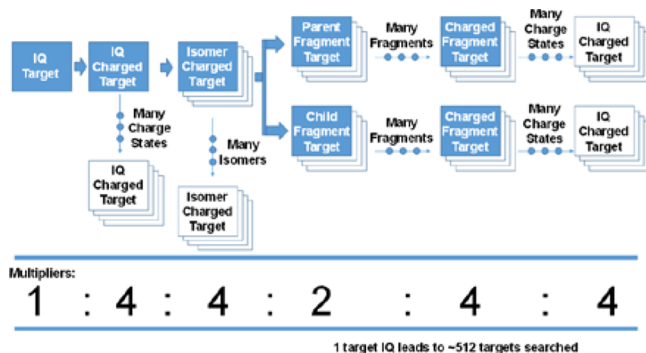 IQ
Target
IQ
Charged
Target
Isomer
Charged
Target
Parent
Fragment
Target
Many
Fragments
Charged
Fragment
Target
Many
Charge
States
IQ
Charged
Target
Many
Charge
States
Many
Isomers
Child
Fragment
Target
Many
Fragments
Charged
Fragment
Target
Many
Charge
States
IQ
Charged
Target
IQ
Charged
Target
Isomer
Charged
Target
Multipliers:
1 : 4 : 4 : 2 : 4 : 4
1 target IQ leads to ~512 targets searched